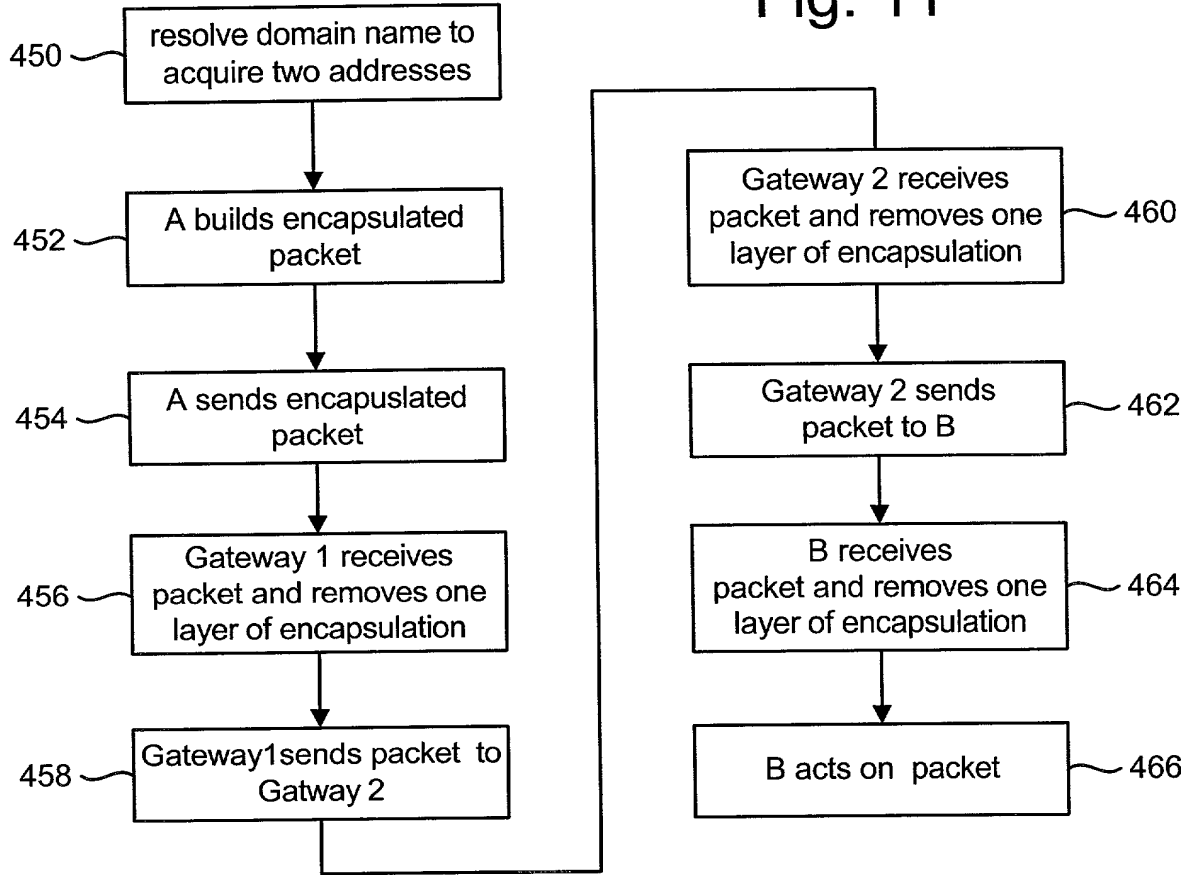 Fig. 11
450
resolve domain name to
acquire two addresses
452
A builds encapsulated
packet
454
A sends encapuslated
packet
456
Gateway 1 receives
packet and removes one
layer of encapsulation
458
Gateway1sends packet to
Gatway 2
Gateway 2 receives
packet and removes one
layer of encapsulation
460
Gateway 2 sends
packet to B
462
B receives
packet and removes one
layer of encapsulation
464
B acts on packet
466